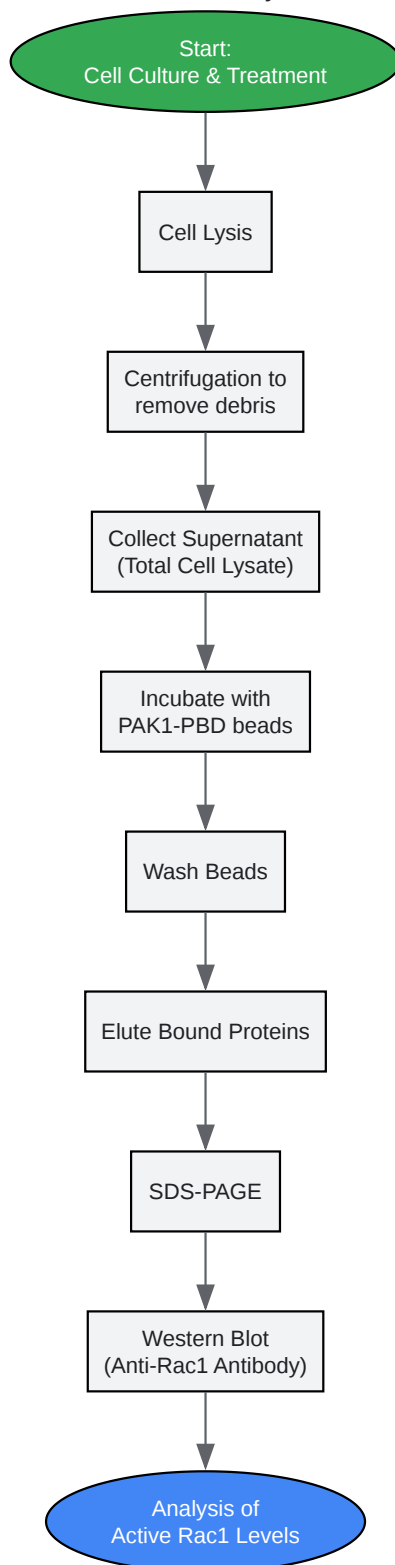 Start:
Cell Culture & Treatment
Cell Lysis
Centrifugation to
remove debris
Collect Supernatant
(Total Cell Lysate)
Incubate with
PAK1-PBD beads
Wash Beads
Elute Bound Proteins
SDS-PAGE
Western Blot
(Anti-Rac1 Antibody)
Analysis of
Active Rac1 Levels